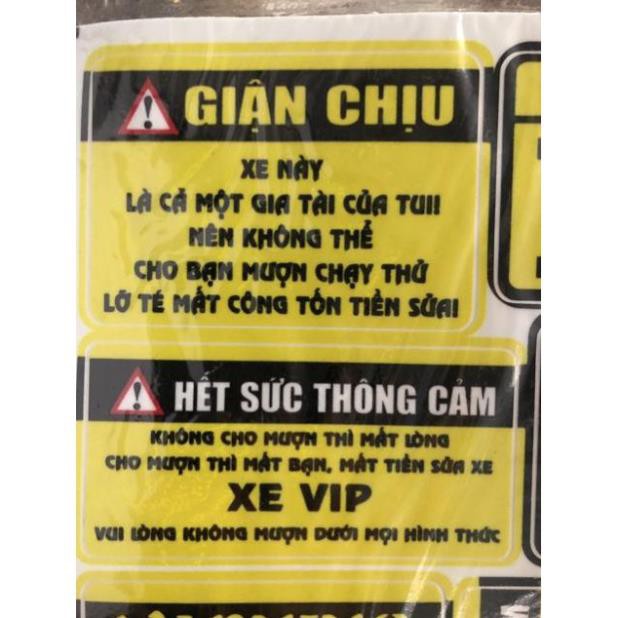 GIẬN CHỊU
XE NÀY
LÀ CẢ MỘT GIA TÀI CỦA TUI!
NÊN KHÔNG THỂ
CHO BẠN MƯỢN CHẠY THỬ
LỠ TÉ MẤT CÔNG TỐN TIỀN SỬA!
HẾT SỨC THÔNG CẢM
KHÔNG CHO MƯỢN THÌ MẤT LÒNG
CHO MƯỢN THÌ MẤT BẠN, MẤT TIỀN SỬA XE
XE VIP
VUI LÒNG KHÔNG MƯỢN DƯỚI MỌI HÌNH THỨC